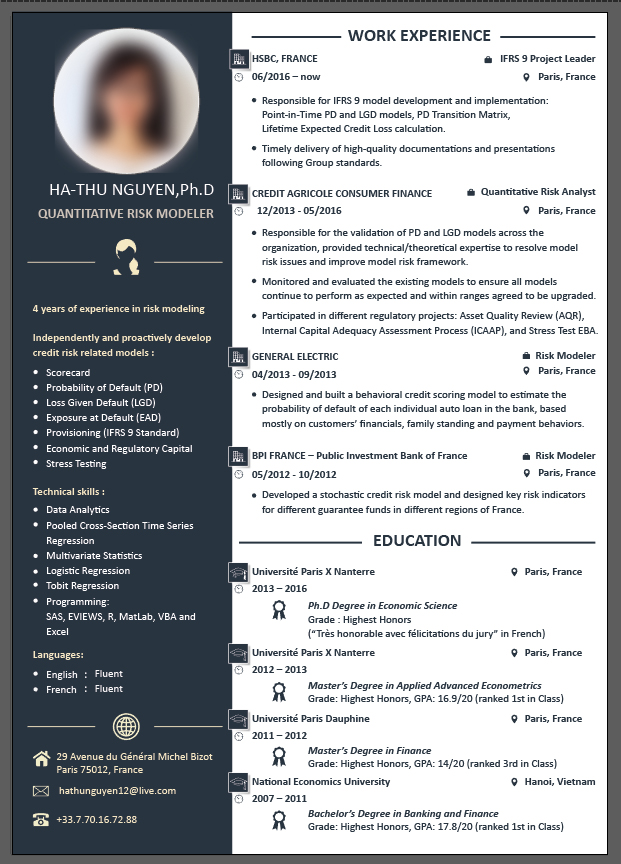 HA-THU NGUYEN,Ph.D
QUANTITATIVE RISK MODELER
4 years of experience in risk modeling
Independently and proactively develop
credit risk related models :
• Scorecard
• Probability of Default (PD)
• Loss Given Default (LGD)
• Exposure at Default (EAD)
• Provisioning (IFRS 9 Standard)
• Economic and Regulatory Capital
• Stress Testing
Technical skills :
• Data Analytics
• Pooled Cross-Section Time Series
Regression
• Multivariate Statistics
• Logistic Regression
• Tobit Regression
• Programming:
SAS, EVIEWS, R, MatLab, VBA and
Excel
Languages:
• English : Fluent
• French : Fluent
29 Avenue du Général Michel Bizot
Paris 75012, France
hathunguyen12@live.com
+33.7.70.16.72.88
WORK EXPERIENCE
HSBC, FRANCE IFRS 9 Project Leader
06/2016 – now Paris, France
• Responsible for IFRS 9 model development and implementation:
Point-in-Time PD and LGD models, PD Transition Matrix,
Lifetime Expected Credit Loss calculation.
• Timely delivery of high-quality documentations and presentations
following Group standards.
CREDIT AGRICOLE CONSUMER FINANCE Quantitative Risk Analyst
12/2013 - 05/2016 Paris, France
• Responsible for the validation of PD and LGD models across the
organization, provided technical/theoretical expertise to resolve model
risk issues and improve model risk framework.
• Monitored and evaluated the existing models to ensure all models
continue to perform as expected and within ranges agreed to be upgraded.
• Participated in different regulatory projects: Asset Quality Review (AQR),
Internal Capital Adequacy Assessment Process (ICAAP), and Stress Test EBA.
GENERAL ELECTRIC Risk Modeler
04/2013 - 09/2013 Paris, France
• Designed and built a behavioral credit scoring model to estimate the
probability of default of each individual auto loan in the bank, based
mostly on customers’ financials, family standing and payment behaviors.
BPI FRANCE – Public Investment Bank of France Risk Modeler
05/2012 - 10/2012 Paris, France
• Developed a stochastic credit risk model and designed key risk indicators
for different guarantee funds in different regions of France.
EDUCATION
Université Paris X Nanterre Paris, France
2013 – 2016
Ph.D Degree in Economic Science
Grade : Highest Honors
(“Très honorable avec félicitations du jury” in French)
Université Paris X Nanterre Paris, France
2012 – 2013
Master’s Degree in Applied Advanced Econometrics
Grade: Highest Honors, GPA: 16.9/20 (ranked 1st in Class)
Université Paris Dauphine Paris, France
2011 – 2012
Master’s Degree in Finance
Grade: Highest Honors, GPA: 14/20 (ranked 3rd in Class)
National Economics University Hanoi, Vietnam
2007 – 2011
Bachelor’s Degree in Banking and Finance
Grade: Highest Honors, GPA: 17.8/20 (ranked 1st in Class)